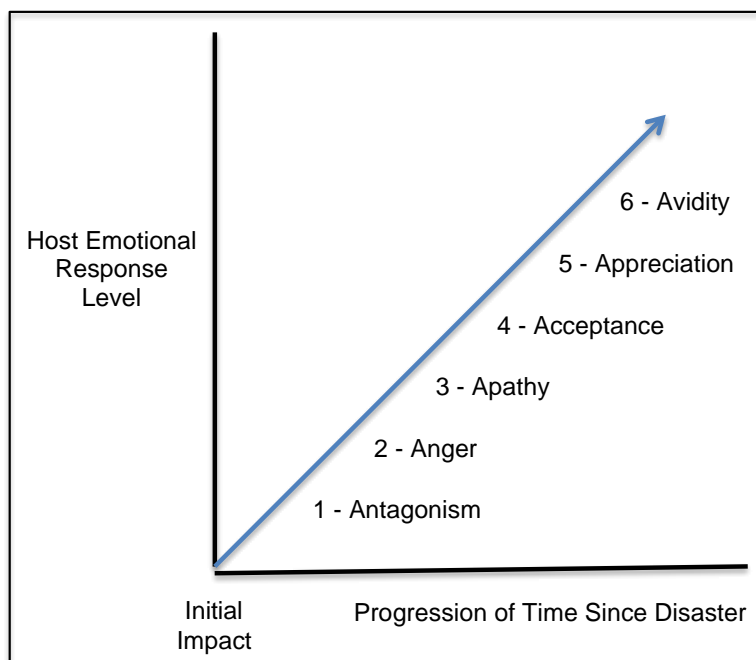 6 - Avidity
Host Emotional
Response
Level
5 - Appreciation
4 - Acceptance
3 - Apathy
2 - Anger
1 - Antagonism
Initial
Impact
Progression of Time Since Disaster